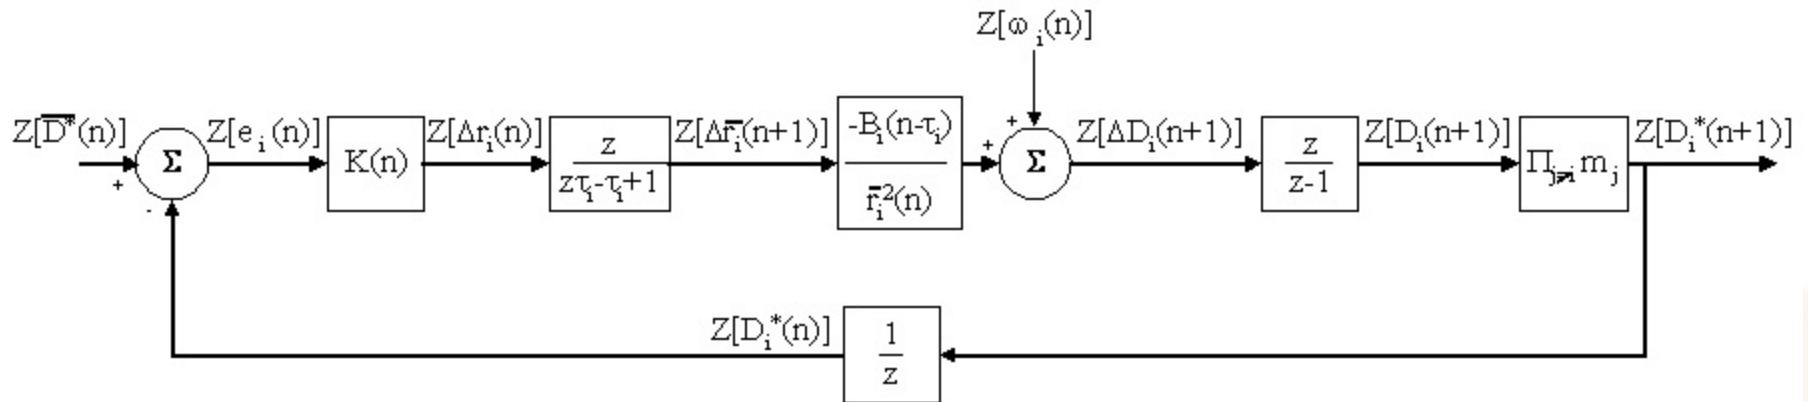 Z[ω_i(n)]
Z[D̅*̅(n)] Σ Z[e_i(n)] K(n) Z[Δr_i(n)] z Z[Δr̅_i(n+1)] -B_i(n-τ_i) Σ Z[ΔD_i(n+1)] z Z[D_i(n+1)] Π_{j≠i} m_j Z[D_i*(n+1)]
+ - zτ_i-τ_i+1 r̅_i²(n) + + z-1
Z[D_i*(n)] 1
z